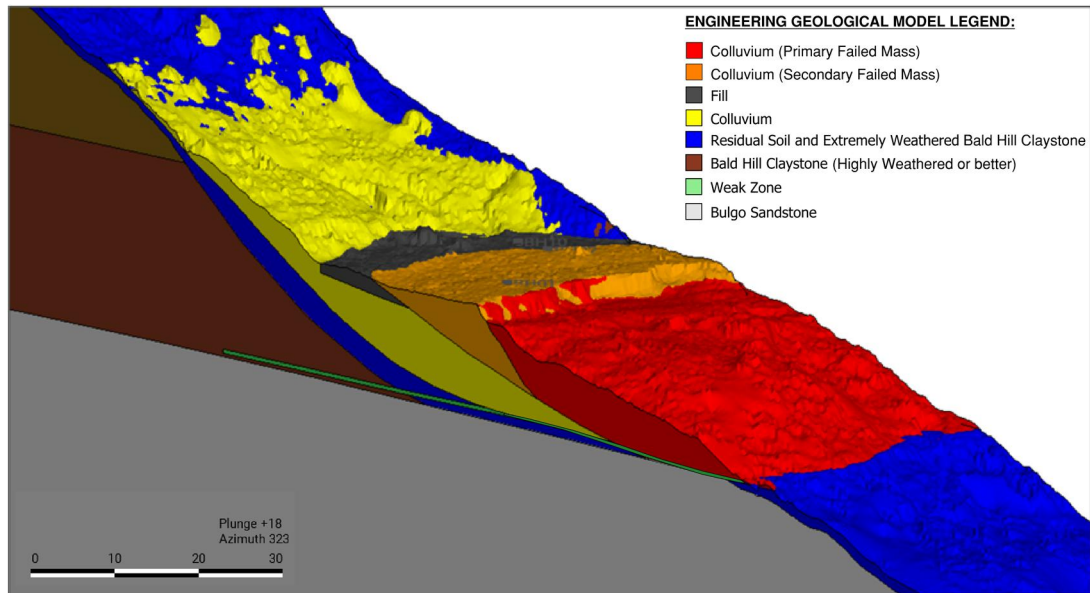 ENGINEERING GEOLOGICAL MODEL LEGEND:
Colluvium (Primary Failed Mass)
Colluvium (Secondary Failed Mass)
Fill
Colluvium
Residual Soil and Extremely Weathered Bald Hill Claystone
Bald Hill Claystone (Highly Weathered or better)
Weak Zone
Bulgo Sandstone
Plunge +18
Azimuth 323
0 10 20 30